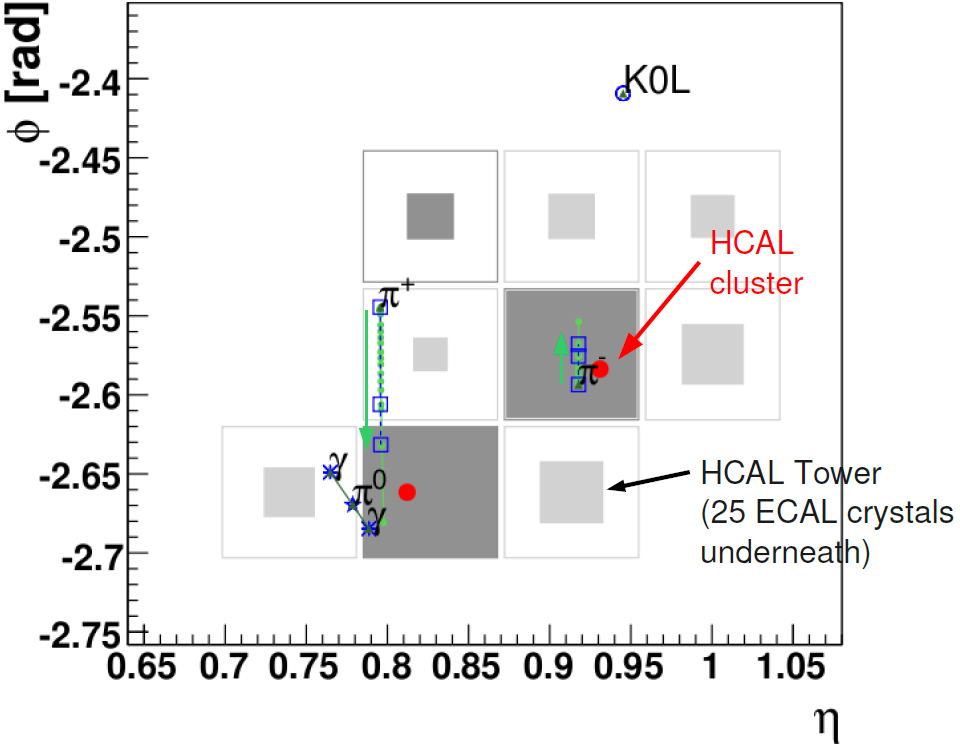 ϕ [rad]
-2.4
-2.45
-2.5
-2.55
-2.6
-2.65
-2.7
-2.75
K0L
HCAL
cluster
π+
π-
γ
π0
γ
HCAL Tower
(25 ECAL crystals
underneath)
0.65 0.7 0.75 0.8 0.85 0.9 0.95 1 1.05
η